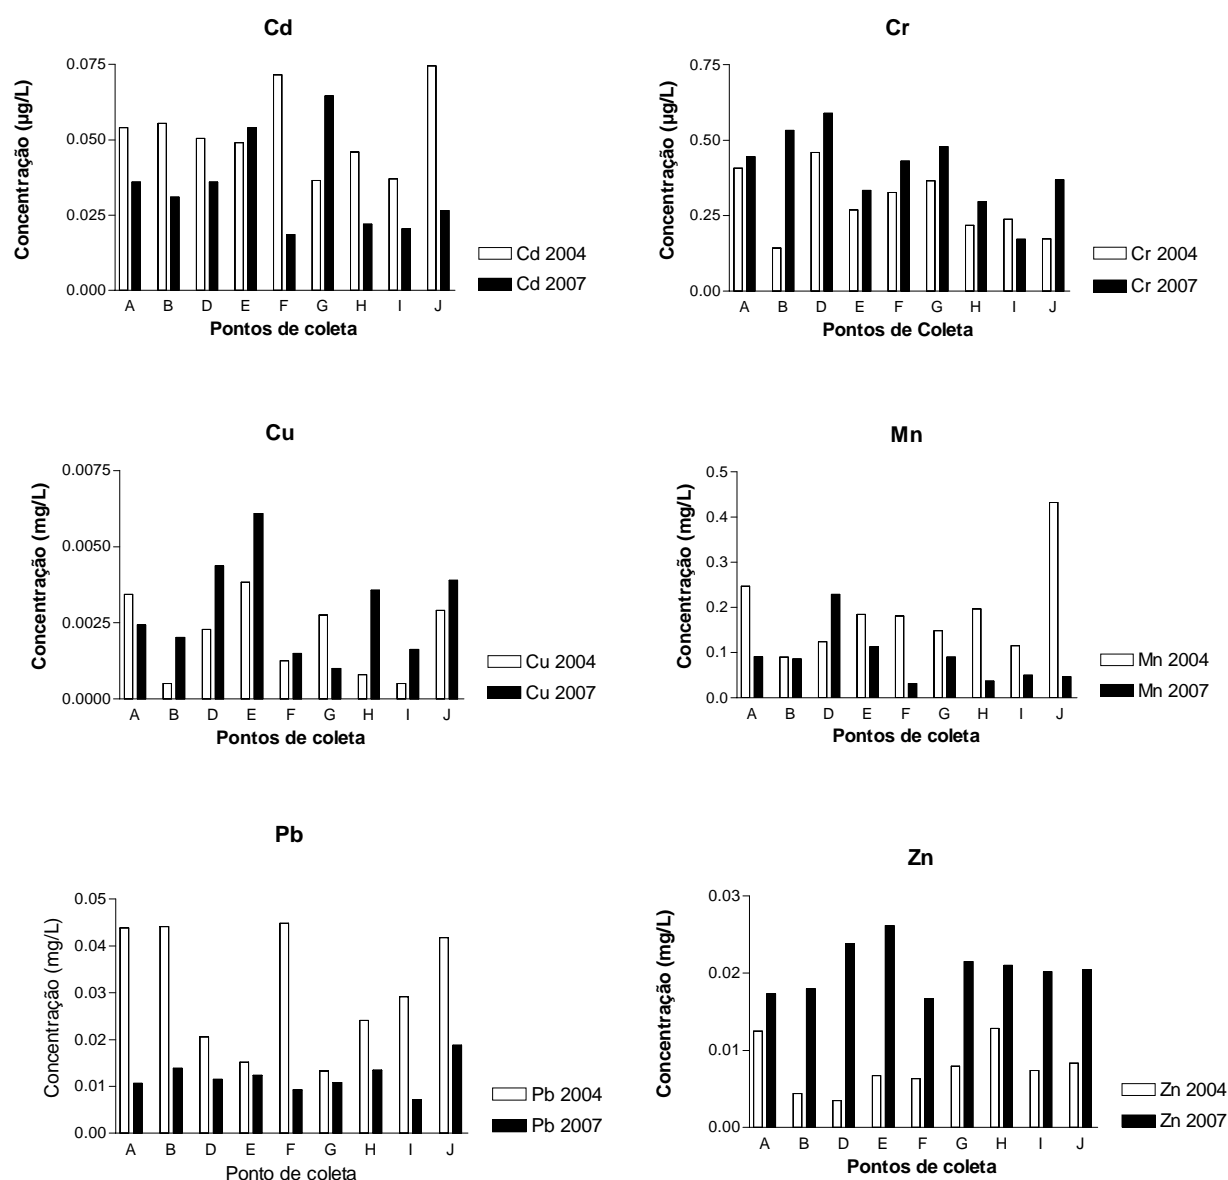 Cd
Concentração (µg/L)
0.075
0.050
0.025
0.000
A B D E F G H I J
Pontos de coleta
Cd 2004
Cd 2007
Cr
Concentração (µg/L)
0.75
0.50
0.25
0.00
A B D E F G H I J
Pontos de Coleta
Cr 2004
Cr 2007
Cu
Concentração (mg/L)
0.0075
0.0050
0.0025
0.0000
A B D E F G H I J
Pontos de coleta
Cu 2004
Cu 2007
Mn
Concentração (mg/L)
0.5
0.4
0.3
0.2
0.1
0.0
A B D E F G H I J
Pontos de coleta
Mn 2004
Mn 2007
Pb
Concentração (mg/L)
0.05
0.04
0.03
0.02
0.01
0.00
A B D E F G H I J
Ponto de coleta
Pb 2004
Pb 2007
Zn
Concentração (mg/L)
0.03
0.02
0.01
0.00
A B D E F G H I J
Pontos de coleta
Zn 2004
Zn 2007